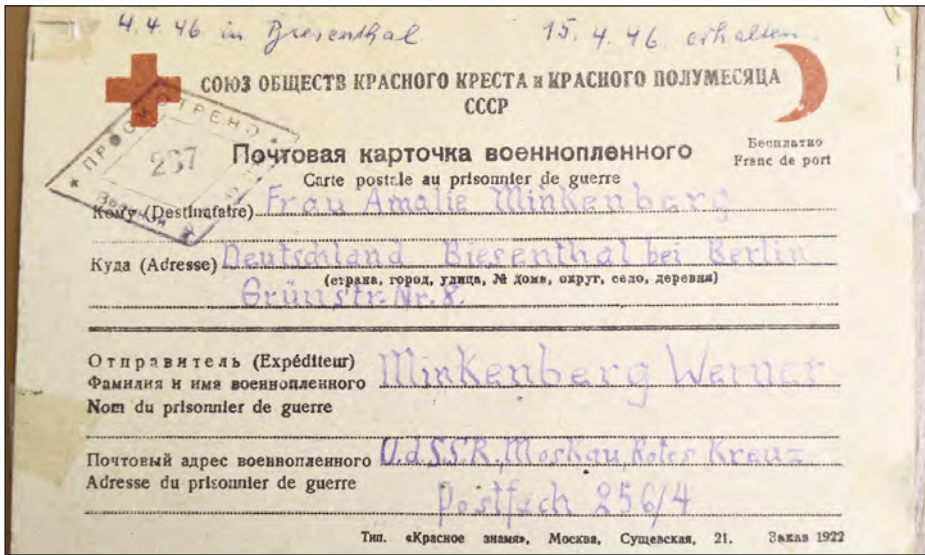 4.4.46 in Biesenthal. 15.4.46 erhalten.
СОЮЗ ОБЩЕСТВ КРАСНОГО КРЕСТА и КРАСНОГО ПОЛУМЕСЯЦА
СССР
ПРОСМОТРЕНО
237
Бесплатно
Franc de port
Почтовая карточка военнопленного
Carte postale au prisonnier de guerre
Кому (Destinataire) Frau Amalie Minkenberg
Куда (Adresse) Deutschland Biesenthal bei Berlin
(страна, город, улица, № дома, округ, село, деревня)
Grünstr. Nr. 8.
Отправитель (Expéditeur)
Фамилия и имя военнопленного Minkenberg Werner
Nom du prisonnier de guerre
Почтовый адрес военнопленного U.d.S.S.R., Moskau, Rotes Kreuz
Adresse du prisonnier de guerre
Postfach 256/4
Тип. «Красное знамя», Москва, Сущевская, 21. Заказ 1922